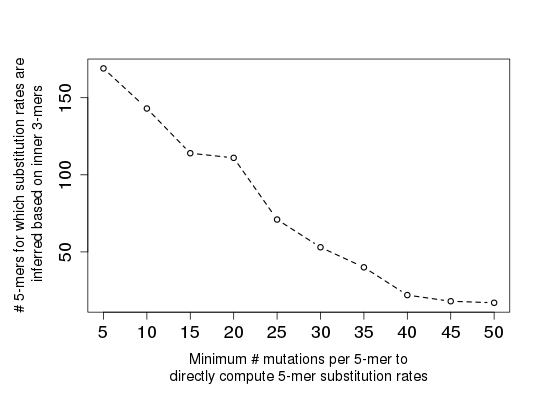 # 5-mers for which substitution rates are
inferred based on inner 3-mers
150
100
50
5 10 15 20 25 30 35 40 45 50
Minimum # mutations per 5-mer to
directly compute 5-mer substitution rates